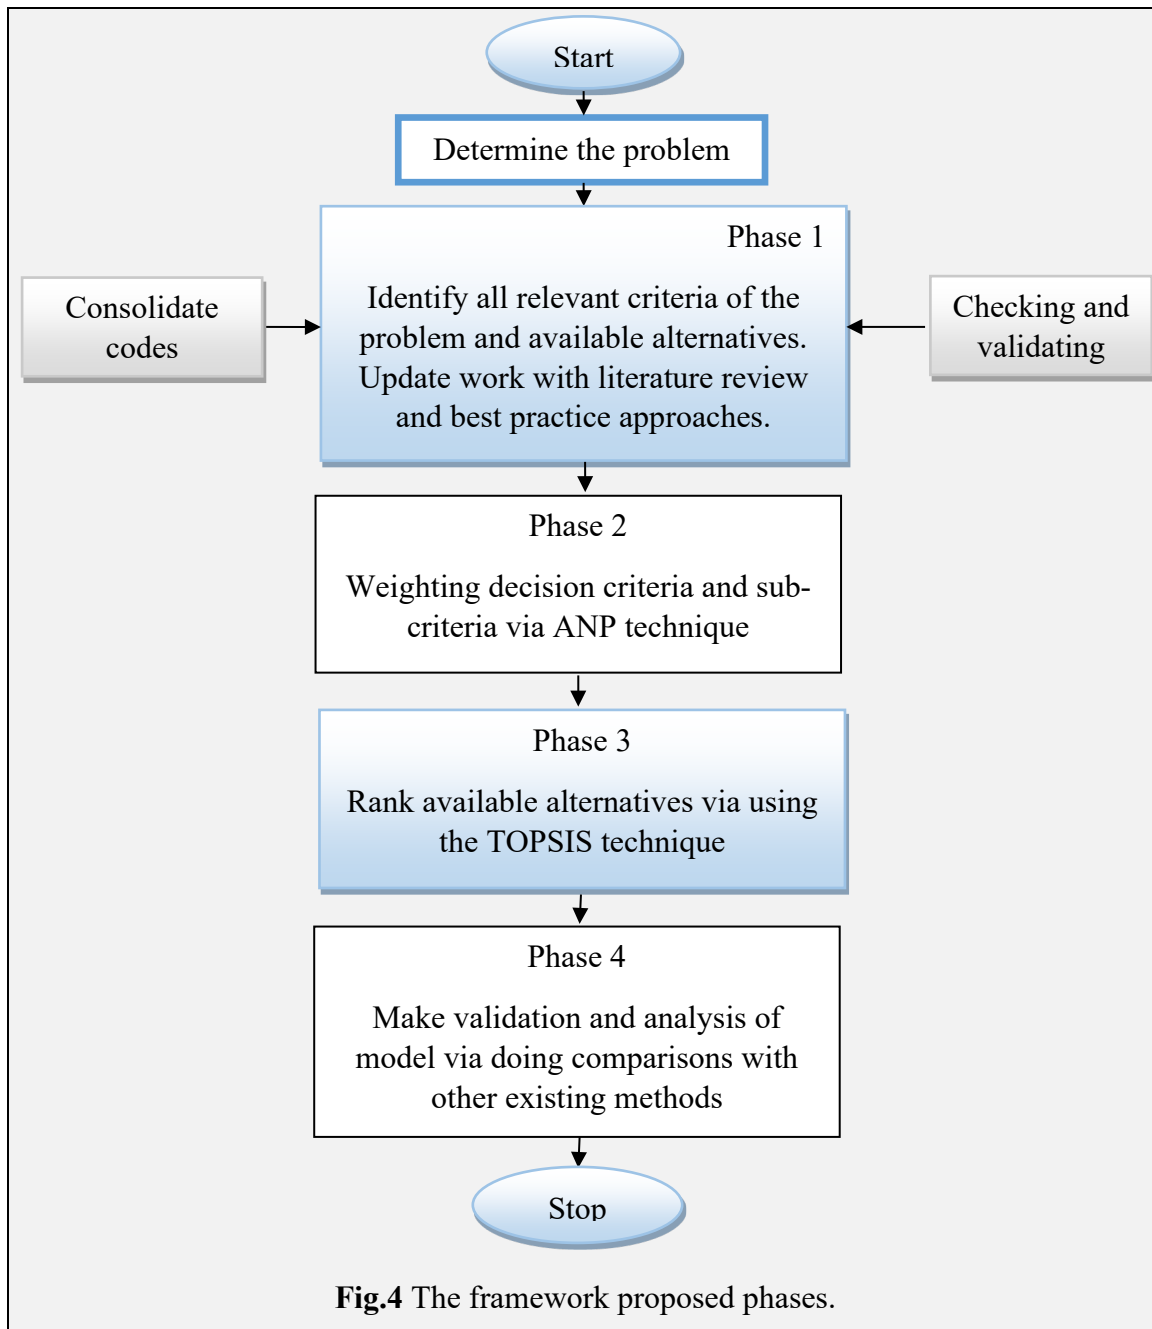 Start
Determine the problem
Phase 1
Identify all relevant criteria of the
problem and available alternatives.
Update work with literature review
and best practice approaches.
Consolidate
codes
Checking and
validating
Phase 2
Weighting decision criteria and sub-
criteria via ANP technique
Phase 3
Rank available alternatives via using
the TOPSIS technique
Phase 4
Make validation and analysis of
model via doing comparisons with
other existing methods
Stop
Fig.4 The framework proposed phases.